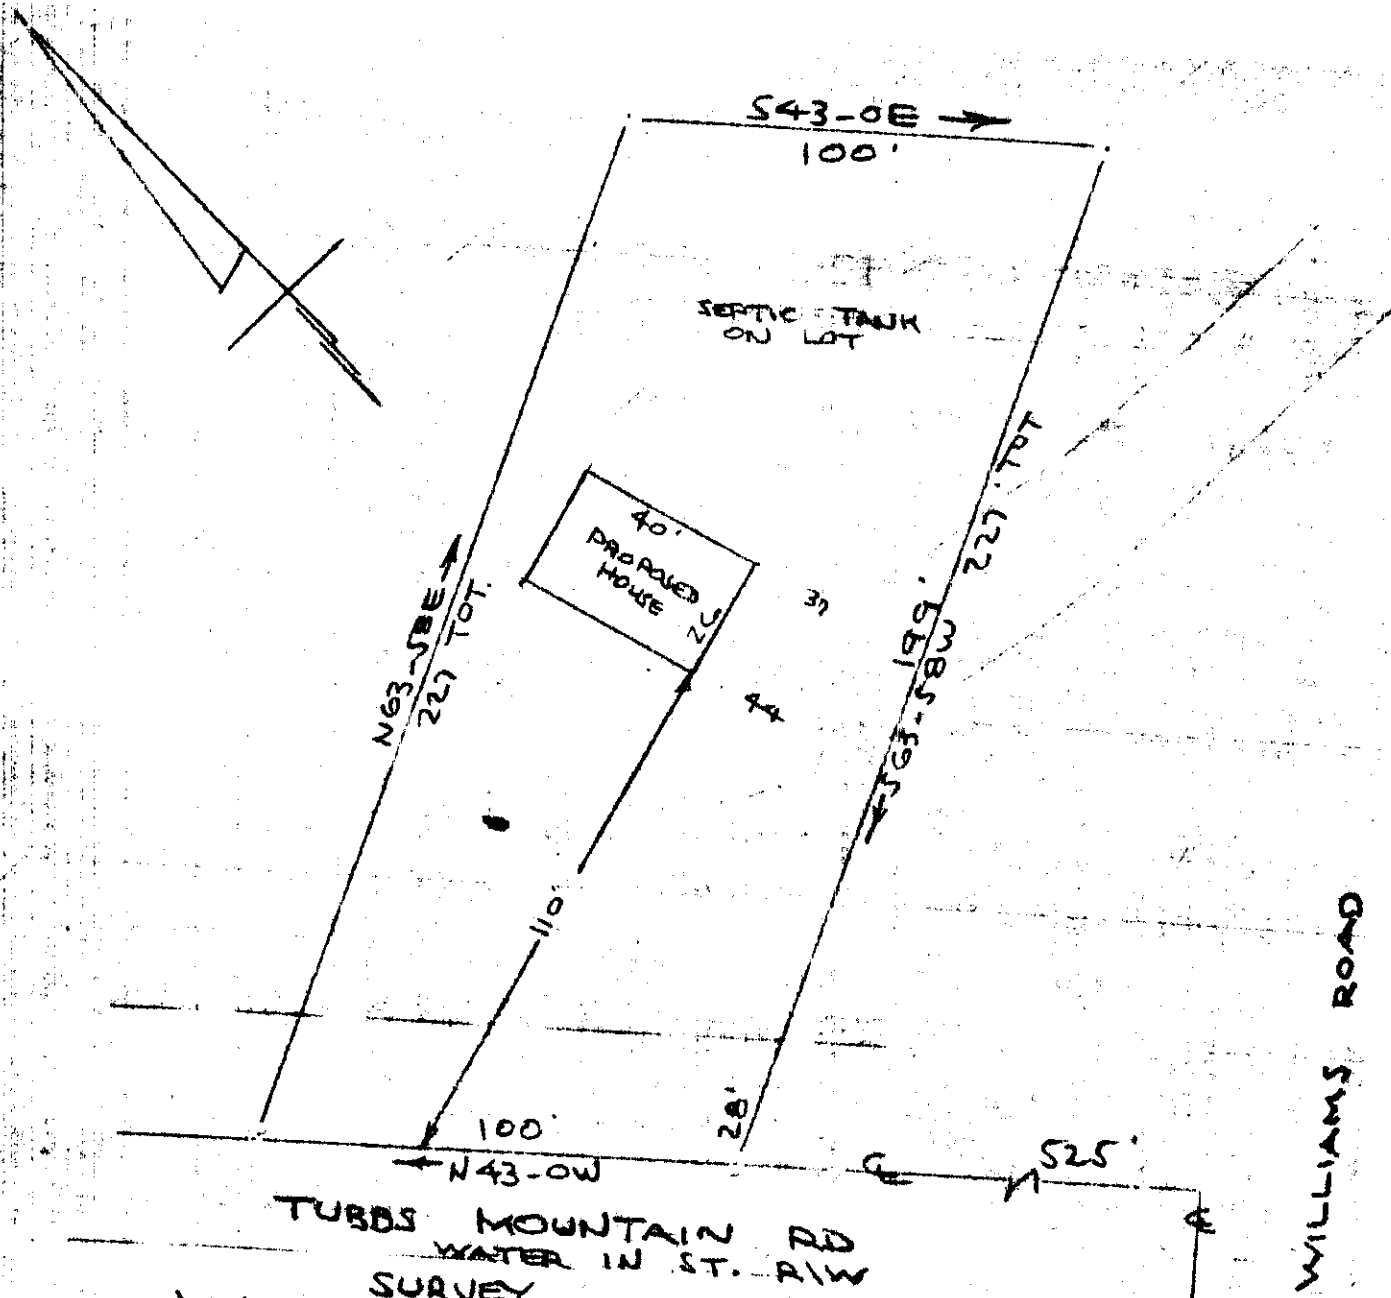 S43-0E
100'
SEPTIC TANK
ON LOT
227' TOT
199'
S63-58W
40'
PROPOSED
HOUSE
26
37
44
N63-58E
227 TOT.
110'
28'
100'
N43-0W
℄
525'
℄
TUBBS MOUNTAIN RD
WATER IN ST. R/W
SURVEY
WILLIAMS ROAD